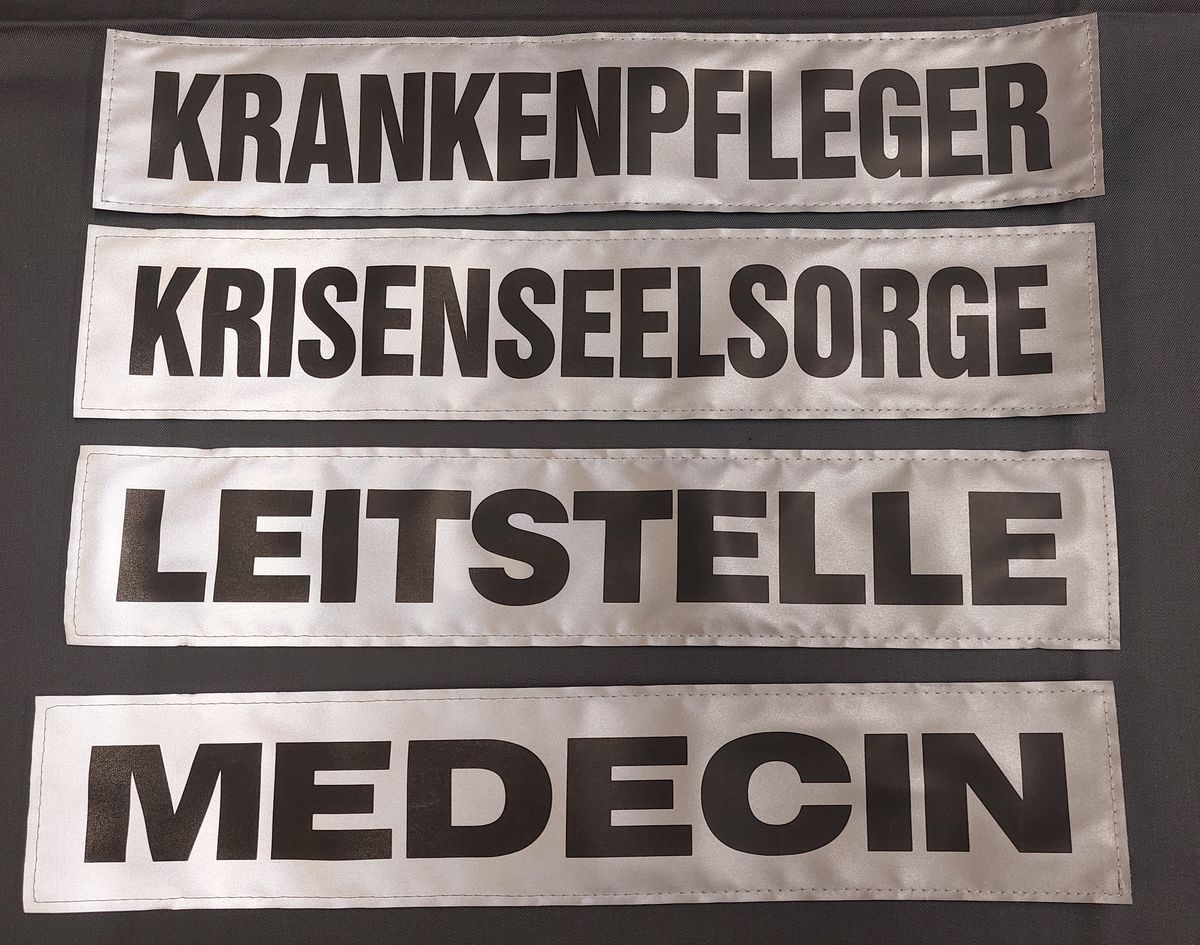 KRANKENPFLEGER
KRISENSEELSORGE
LEITSTELLE
MEDECIN